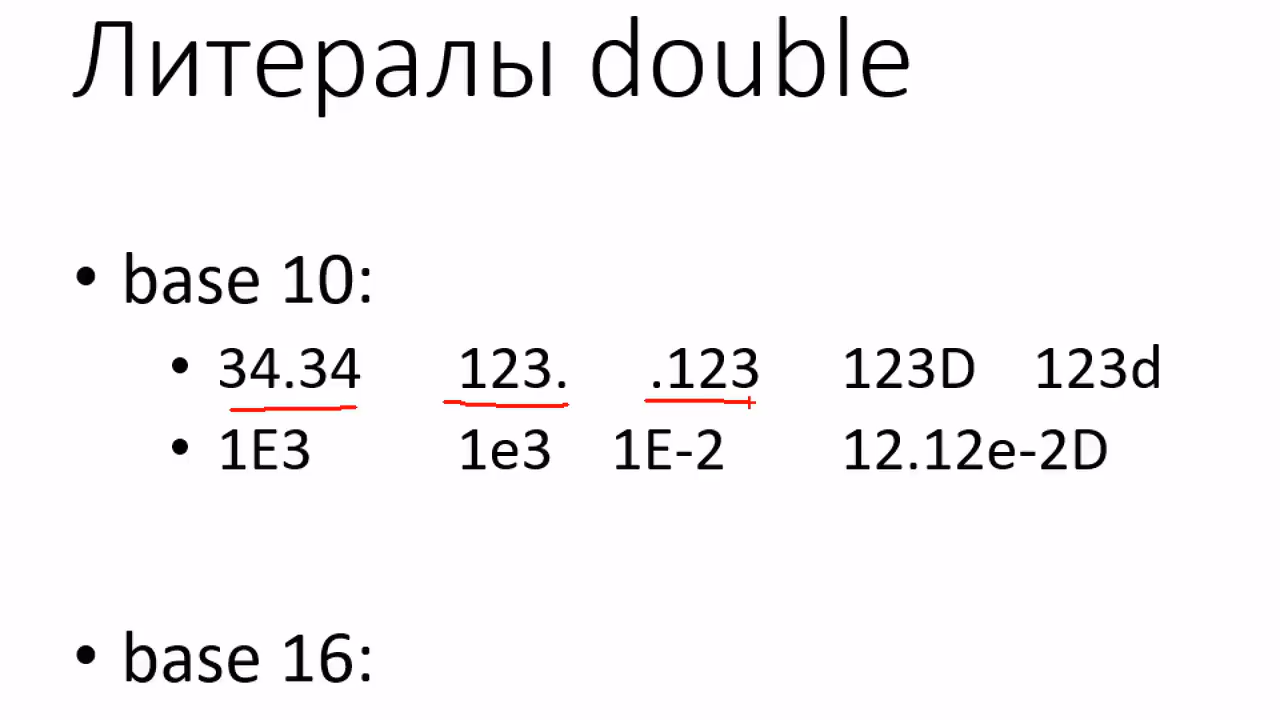 Литералы double
• base 10:
• 34.34 123. .123 123D 123d
• 1E3 1e3 1E-2 12.12e-2D
• base 16: